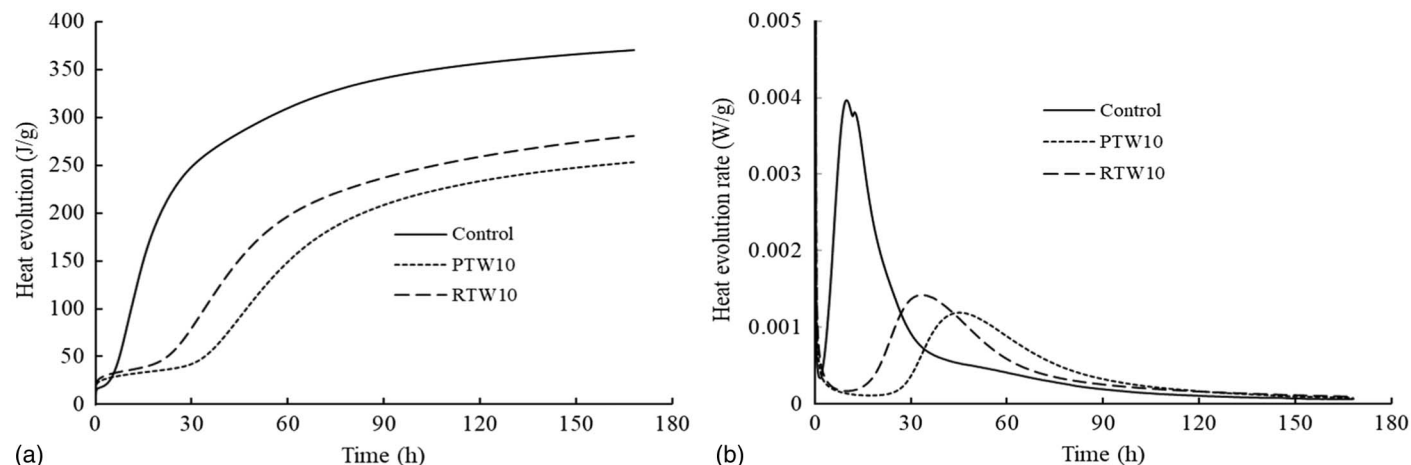 400
350
300
250
200
150
100
50
0
Heat evolution (J/g)
Control
PTW10
RTW10
0 30 60 90 120 150 180
(a) Time (h)
0.005
0.004
0.003
0.002
0.001
0
Heat evolution rate (W/g)
Control
PTW10
RTW10
0 30 60 90 120 150 180
(b) Time (h)